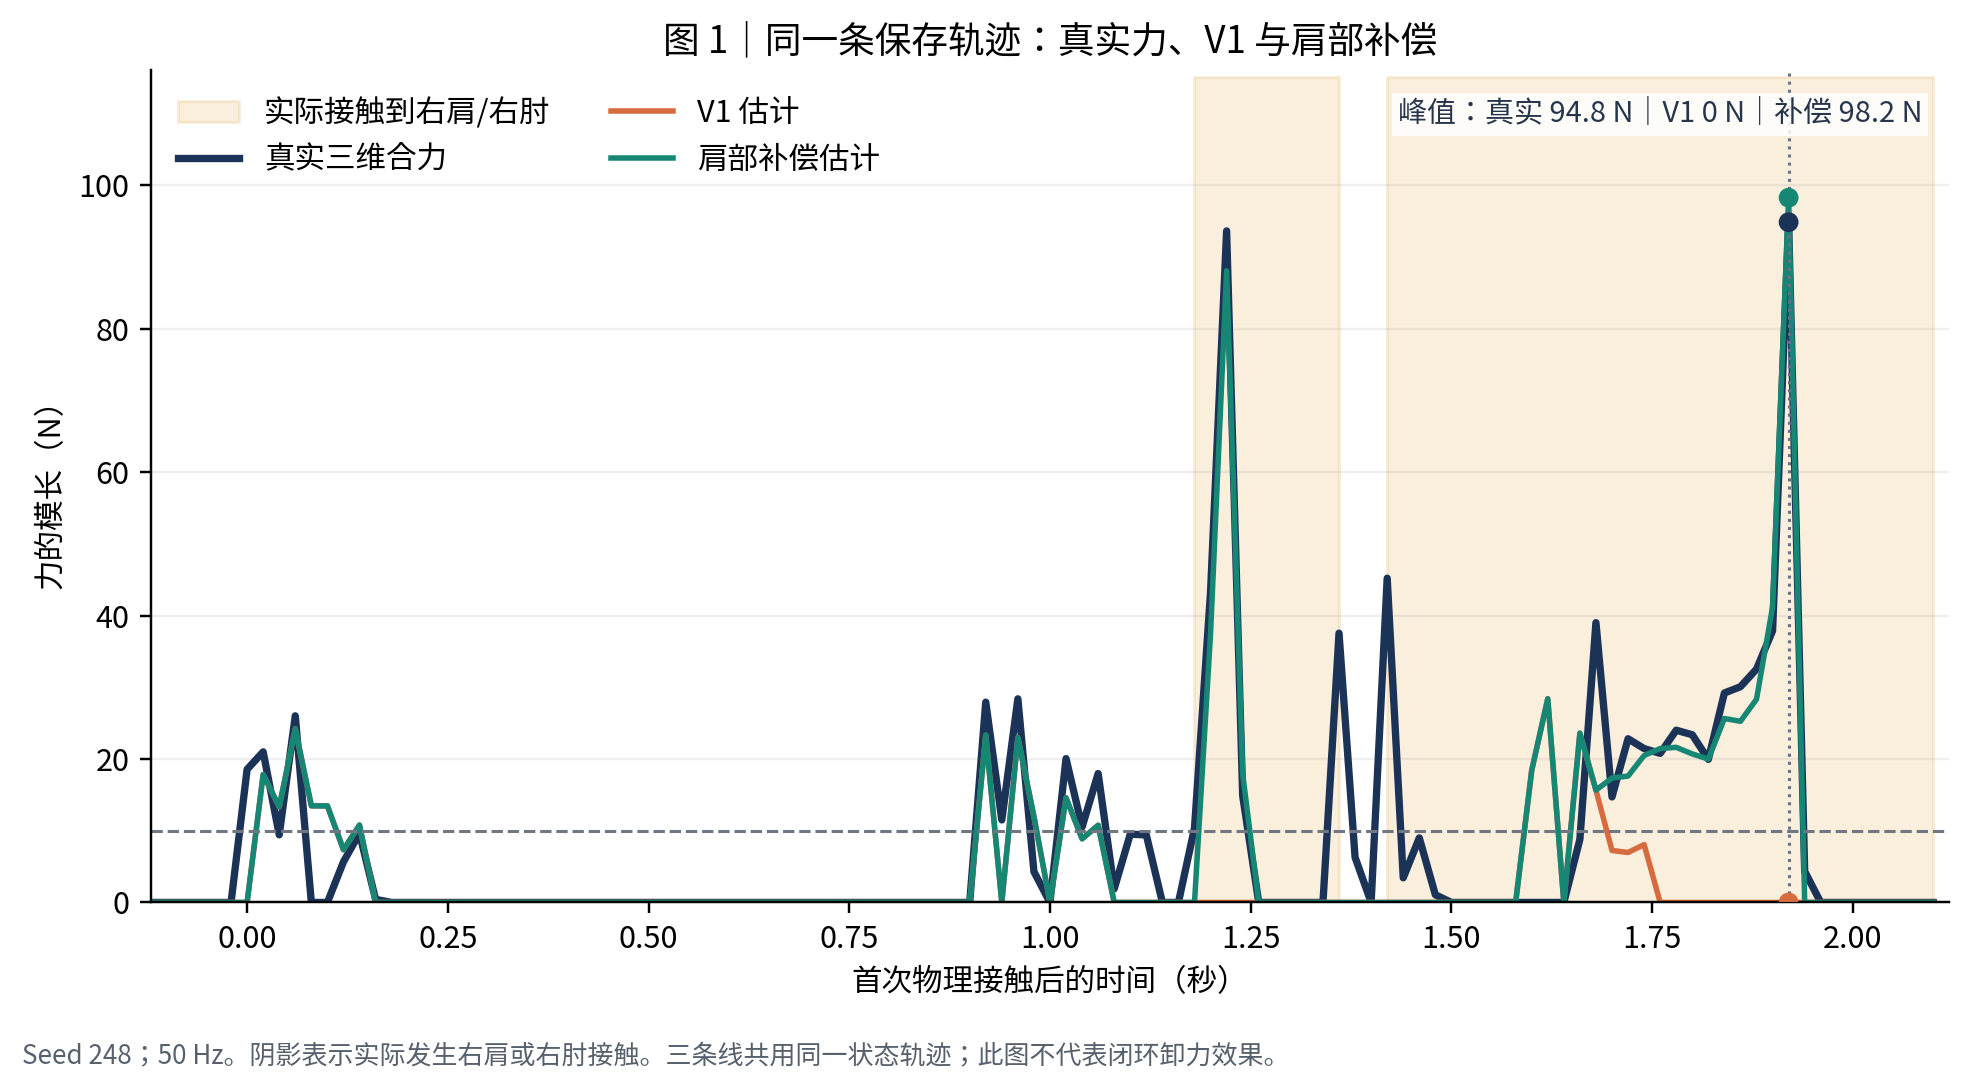 图 1｜同一条保存轨迹：真实力、V1 与肩部补偿
实际接触到右肩/右肘
真实三维合力
V1 估计
肩部补偿估计
峰值：真实 94.8 N｜V1 0 N｜补偿 98.2 N
力的模长（N）
100
80
60
40
20
0
0.00
0.25
0.50
0.75
1.00
1.25
1.50
1.75
2.00
首次物理接触后的时间（秒）
Seed 248；50 Hz。阴影表示实际发生右肩或右肘接触。三条线共用同一状态轨迹；此图不代表闭环卸力效果。